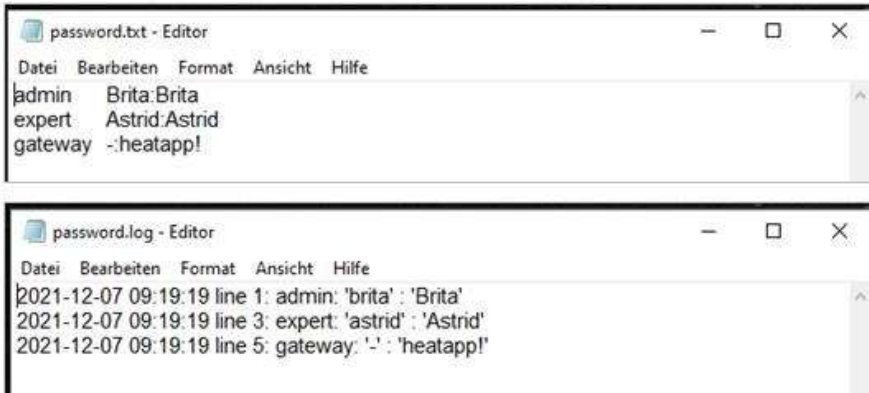 password.txt - Editor
Datei Bearbeiten Format Ansicht Hilfe
admin Brita:Brita
expert Astrid:Astrid
gateway -:heatapp!
password.log - Editor
Datei Bearbeiten Format Ansicht Hilfe
2021-12-07 09:19:19 line 1: admin: 'brita' : 'Brita'
2021-12-07 09:19:19 line 3: expert: 'astrid' : 'Astrid'
2021-12-07 09:19:19 line 5: gateway: '-' : 'heatapp!'